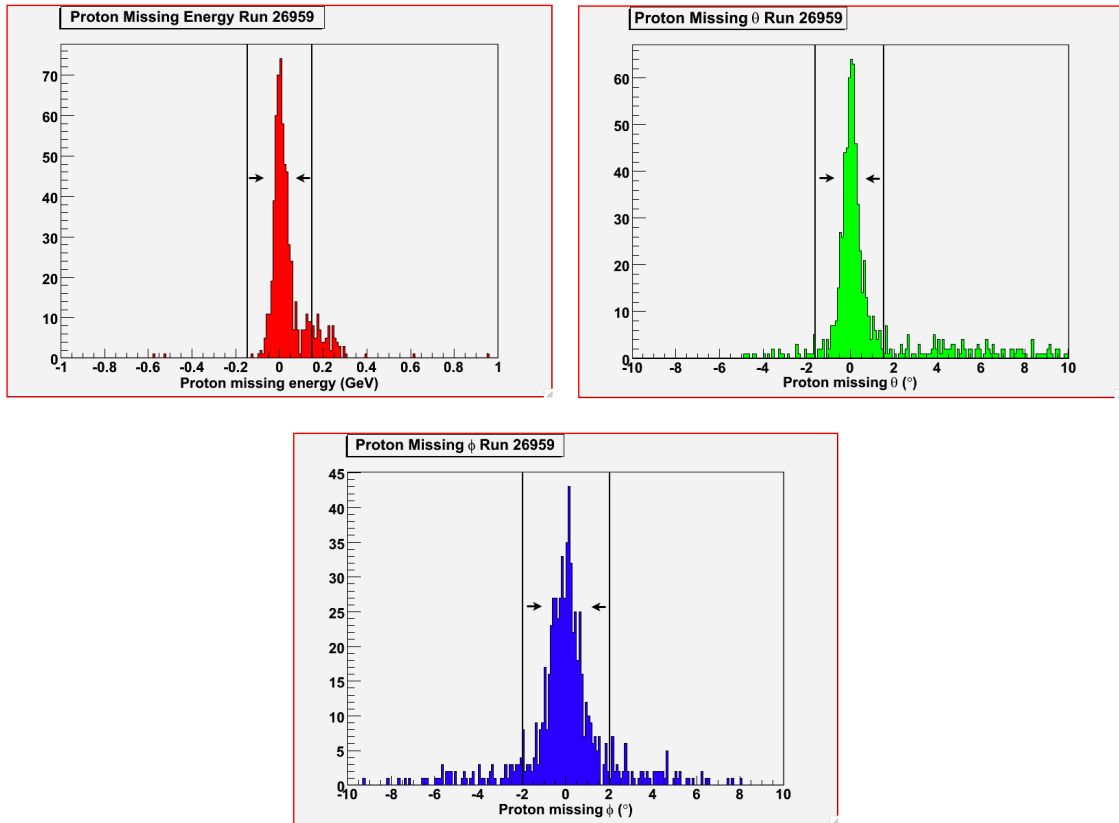 Proton Missing Energy Run 26959
70
60
50
40
30
20
10
0
-1 -0.8 -0.6 -0.4 -0.2 0 0.2 0.4 0.6 0.8 1
Proton missing energy (GeV)
Proton Missing θ Run 26959
60
50
40
30
20
10
0
-10 -8 -6 -4 -2 0 2 4 6 8 10
Proton missing θ (°)
Proton Missing ϕ Run 26959
45
40
35
30
25
20
15
10
5
0
-10 -8 -6 -4 -2 0 2 4 6 8 10
Proton missing ϕ (°)